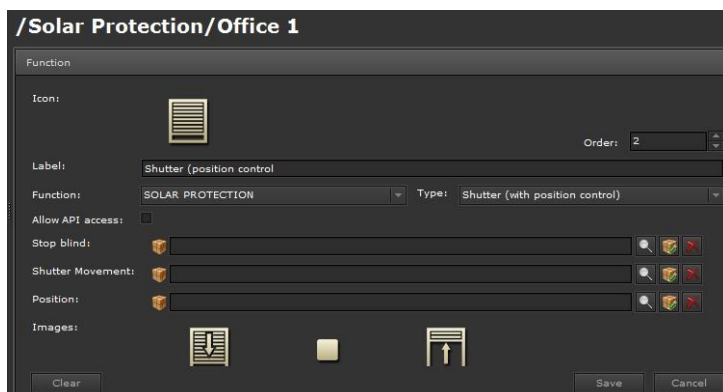 /Solar Protection/Office 1
Function
Icon:
Order: 2
Label: Shutter (position control
Function: SOLAR PROTECTION Type: Shutter (with position control)
Allow API access:
Stop blind:
Shutter Movement:
Position:
Images:
Clear Save Cancel